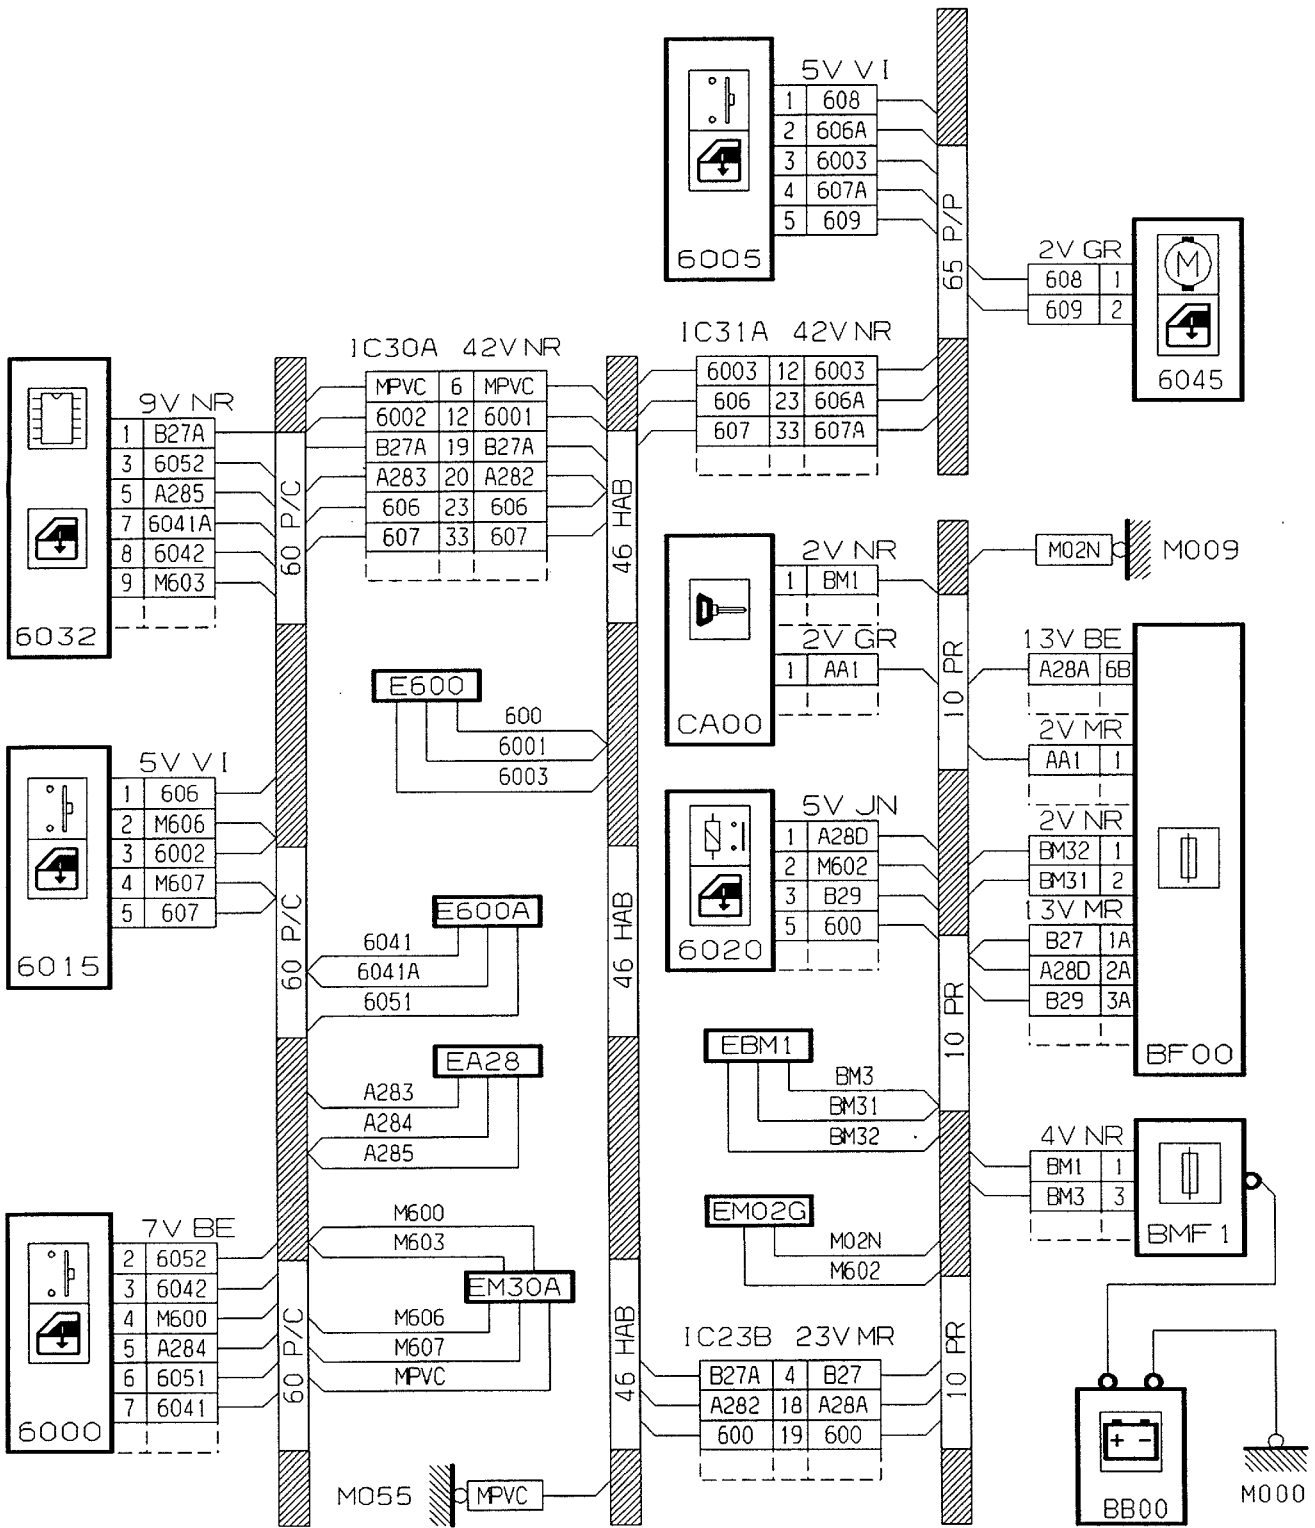 5V VI
1 608
2 606A
3 6003
4 607A
5 609
6005
65 P/P
2V GR
608 1
609 2
6045
M
IC31A 42V NR
6003 12 6003
606 23 606A
607 33 607A
IC30A 42V NR
MPVC 6 MPVC
6002 12 6001
B27A 19 B27A
A283 20 A282
606 23 606
607 33 607
9V NR
1 B27A
3 6052
5 A285
7 6041A
8 6042
9 M603
6032
60 P/C
46 HAB
2V NR
1 BM1
2V GR
1 AA1
CA00
10 PR
M02N
M009
13V BE
A28A 6B
2V MR
AA1 1
2V NR
BM32 1
BM31 2
13V MR
B27 1A
A28D 2A
B29 3A
BF00
E600
600
6001
6003
5V VI
1 606
2 M606
3 6002
4 M607
5 607
6015
60 P/C
46 HAB
5V JN
1 A28D
2 M602
3 B29
5 600
6020
10 PR
E600A
6041
6041A
6051
EA28
A283
A284
A285
EBM1
BM3
BM31
BM32
4V NR
BM1 1
BM3 3
BMF1
7V BE
2 6052
3 6042
4 M600
5 A284
6 6051
7 6041
6000
60 P/C
M600
M603
EM30A
M606
M607
MPVC
46 HAB
EM02G
M02N
M602
IC23B 23V MR
B27A 4 B27
A282 18 A28A
600 19 600
10 PR
M055
MPVC
+ -
BB00
M000